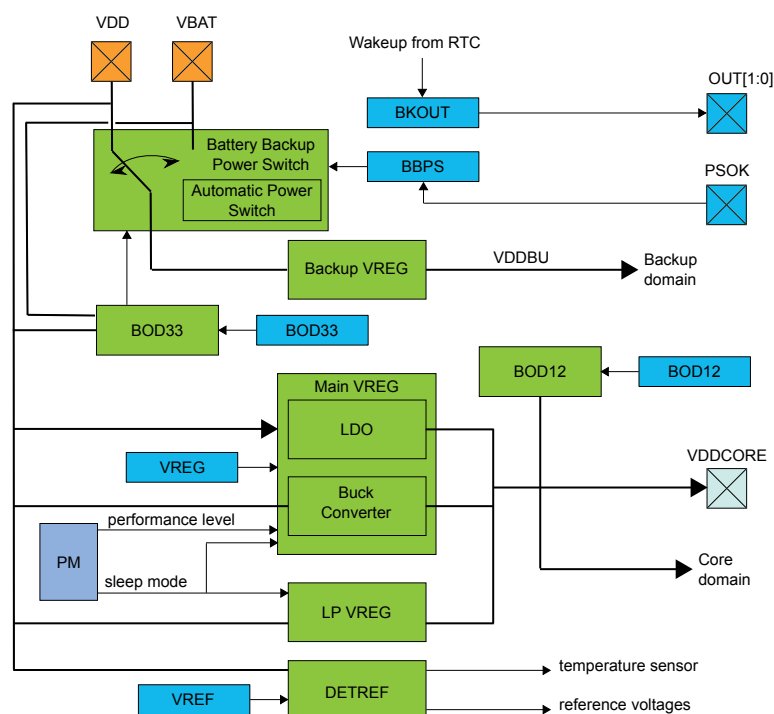 VDD
VBAT
Wakeup from RTC
OUT[1:0]
BKOUT
Battery Backup
Power Switch
BBPS
PSOK
Automatic Power
Switch
Backup VREG
VDDBU
Backup
domain
BOD33
BOD33
BOD12
BOD12
Main VREG
LDO
VREG
VDDCORE
Buck
Converter
performance level
PM
sleep mode
Core
domain
LP VREG
temperature sensor
VREF
DETREF
reference voltages